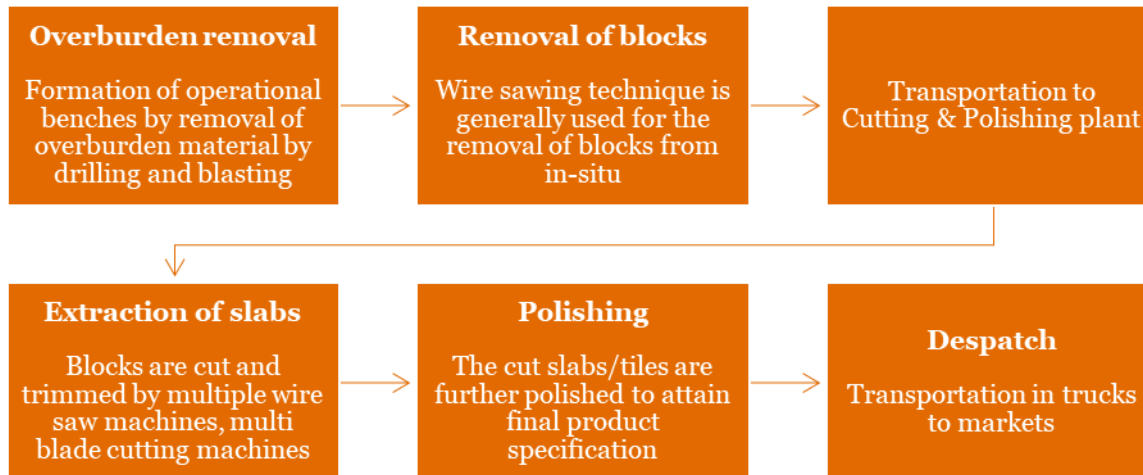 Overburden removal
Formation of operational
benches by removal of
overburden material by
drilling and blasting
Removal of blocks
Wire sawing technique is
generally used for the
removal of blocks from
in-situ
Transportation to
Cutting & Polishing plant
Extraction of slabs
Blocks are cut and
trimmed by multiple wire
saw machines, multi
blade cutting machines
Polishing
The cut slabs/tiles are
further polished to attain
final product
specification
Despatch
Transportation in trucks
to markets